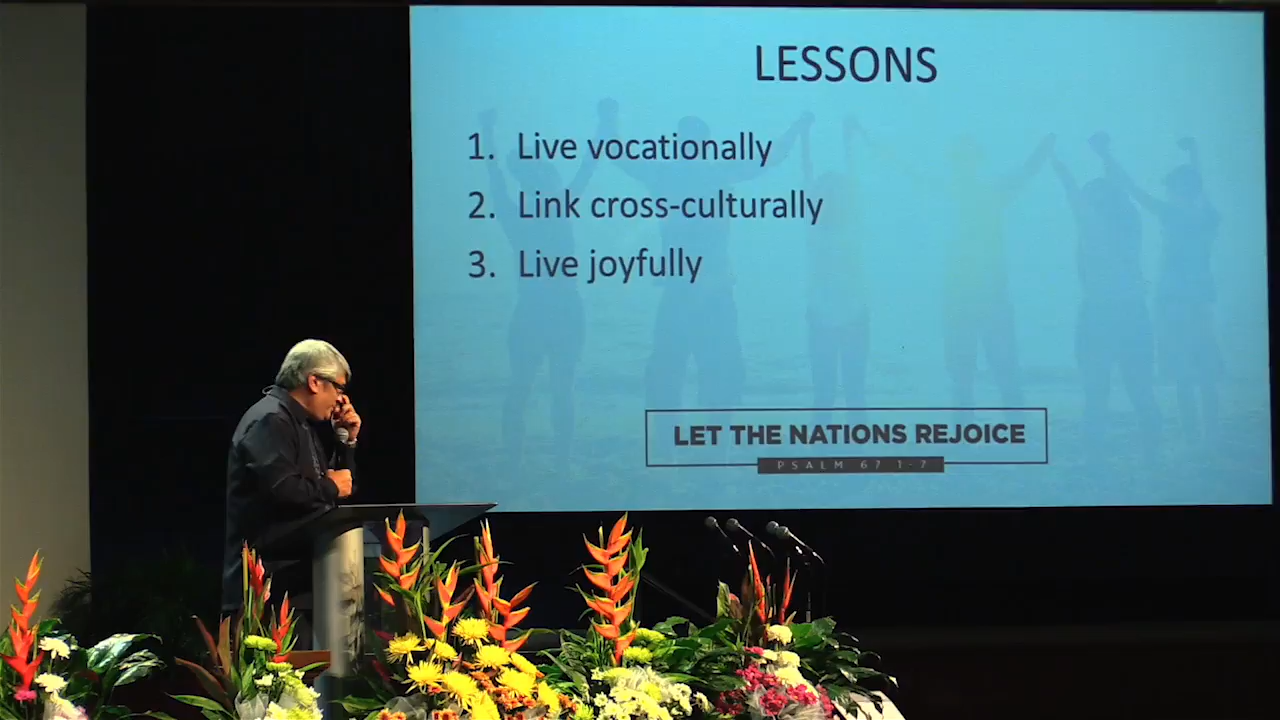 LESSONS
1. Live vocationally
2. Link cross-culturally
3. Live joyfully
LET THE NATIONS REJOICE
PSALM 67 1-7